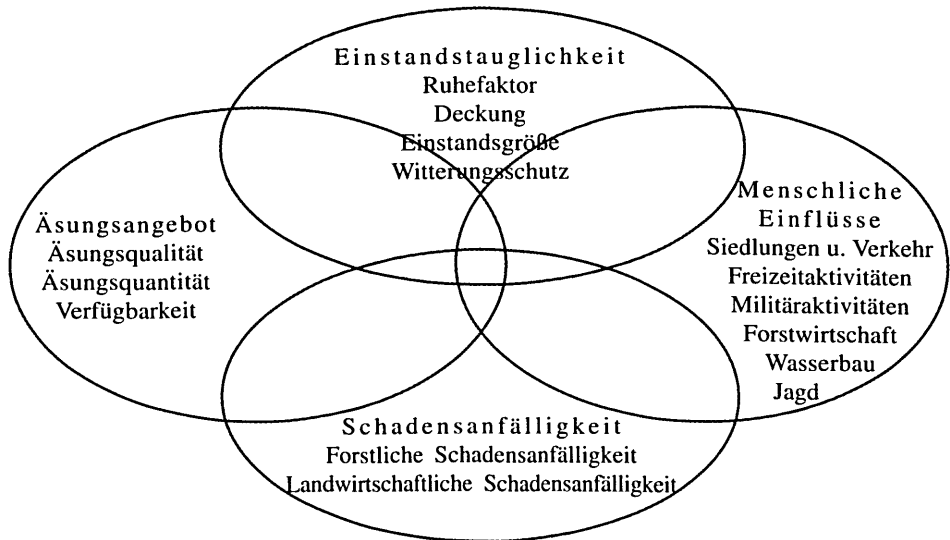 Einstandstauglichkeit
Ruhefaktor
Deckung
Einstandsgröße
Witterungsschutz
Äsungsangebot
Äsungsqualität
Äsungsquantität
Verfügbarkeit
Menschliche
Einflüsse
Siedlungen u. Verkehr
Freizeitaktivitäten
Militäraktivitäten
Forstwirtschaft
Wasserbau
Jagd
Schadensanfälligkeit
Forstliche Schadensanfälligkeit
Landwirtschaftliche Schadensanfälligkeit